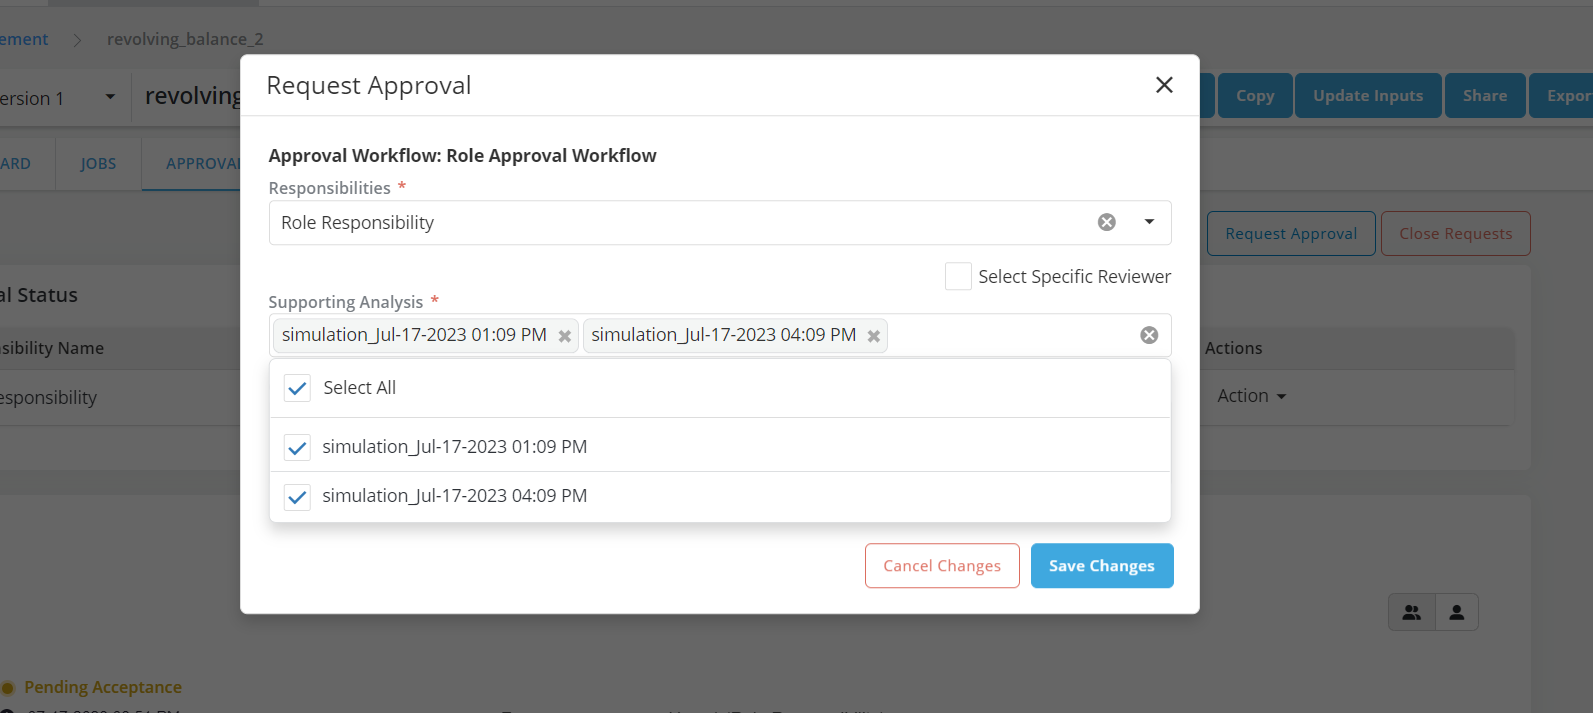 ement > revolving_balance_2
ersion 1
revolving
Copy
Update Inputs
Share
Expor
ARD
JOBS
APPROVAL
Request Approval
Approval Workflow: Role Approval Workflow
Responsibilities *
Role Responsibility
Select Specific Reviewer
Supporting Analysis *
simulation_Jul-17-2023 01:09 PM
simulation_Jul-17-2023 04:09 PM
Select All
simulation_Jul-17-2023 01:09 PM
simulation_Jul-17-2023 04:09 PM
Cancel Changes
Save Changes
Request Approval
Close Requests
al Status
sibility Name
Actions
esponsibility
Action
Pending Acceptance